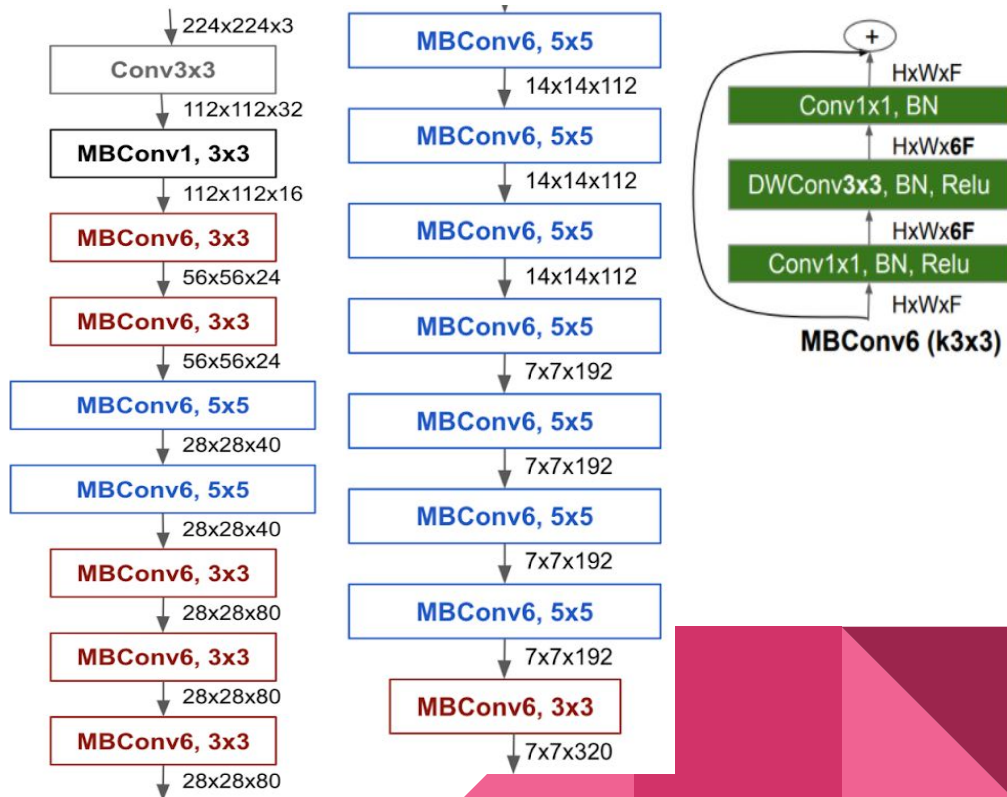 224x224x3
Conv3x3
112x112x32
MBConv1, 3x3
112x112x16
MBConv6, 3x3
56x56x24
MBConv6, 3x3
56x56x24
MBConv6, 5x5
28x28x40
MBConv6, 5x5
28x28x40
MBConv6, 3x3
28x28x80
MBConv6, 3x3
28x28x80
MBConv6, 3x3
28x28x80
MBConv6, 5x5
14x14x112
MBConv6, 5x5
14x14x112
MBConv6, 5x5
14x14x112
MBConv6, 5x5
7x7x192
MBConv6, 5x5
7x7x192
MBConv6, 5x5
7x7x192
MBConv6, 5x5
7x7x192
MBConv6, 3x3
7x7x320
+
HxWxF
Conv1x1, BN
HxWx6F
DWConv3x3, BN, Relu
HxWx6F
Conv1x1, BN, Relu
HxWxF
MBConv6 (k3x3)